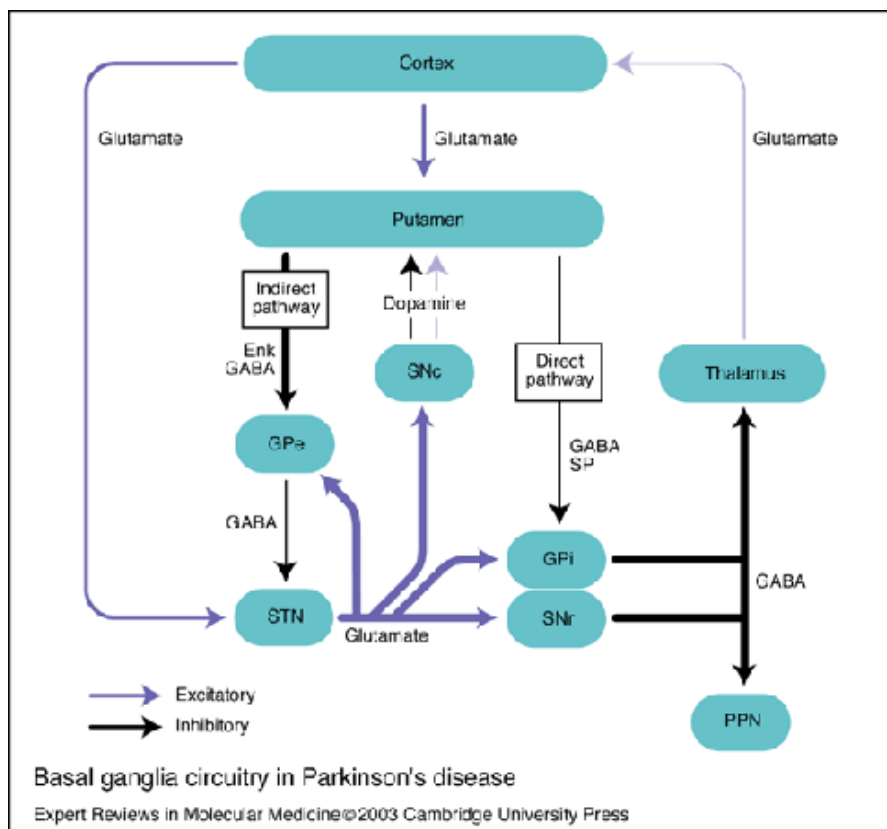 Cortex
Glutamate
Glutamate
Glutamate
Putamen
Indirect
pathway
Dopamine
Enk
GABA
SNc
Direct
pathway
Thalamus
GPe
GABA
SP
GABA
GPi
GABA
STN
SNr
Glutamate
Excitatory
Inhibitory
PPN
Basal ganglia circuitry in Parkinson's disease
Expert Reviews in Molecular Medicine©2003 Cambridge University Press